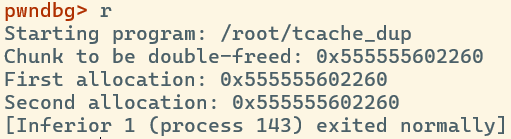 pwndbg> r
Starting program: /root/tcache_dup
Chunk to be double-freed: 0x555555602260
First allocation: 0x555555602260
Second allocation: 0x555555602260
[Inferior 1 (process 143) exited normally]